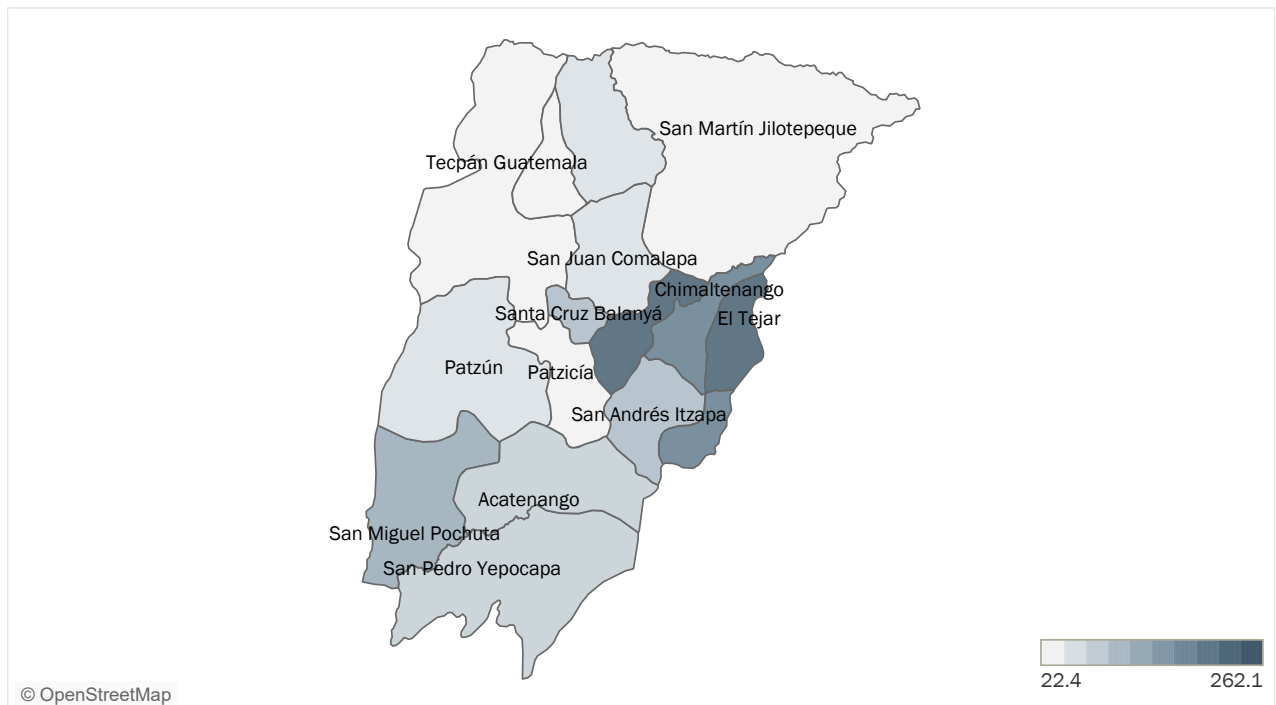 San Martín Jilotepeque
Tecpán Guatemala
San Juan Comalapa
Chimaltenango
Santa Cruz Balanyá
El Tejar
Patzún
Patzicía
San Andrés Itzapa
Acatenango
San Miguel Pochuta
San Pedro Yepocapa
22.4
262.1
© OpenStreetMap